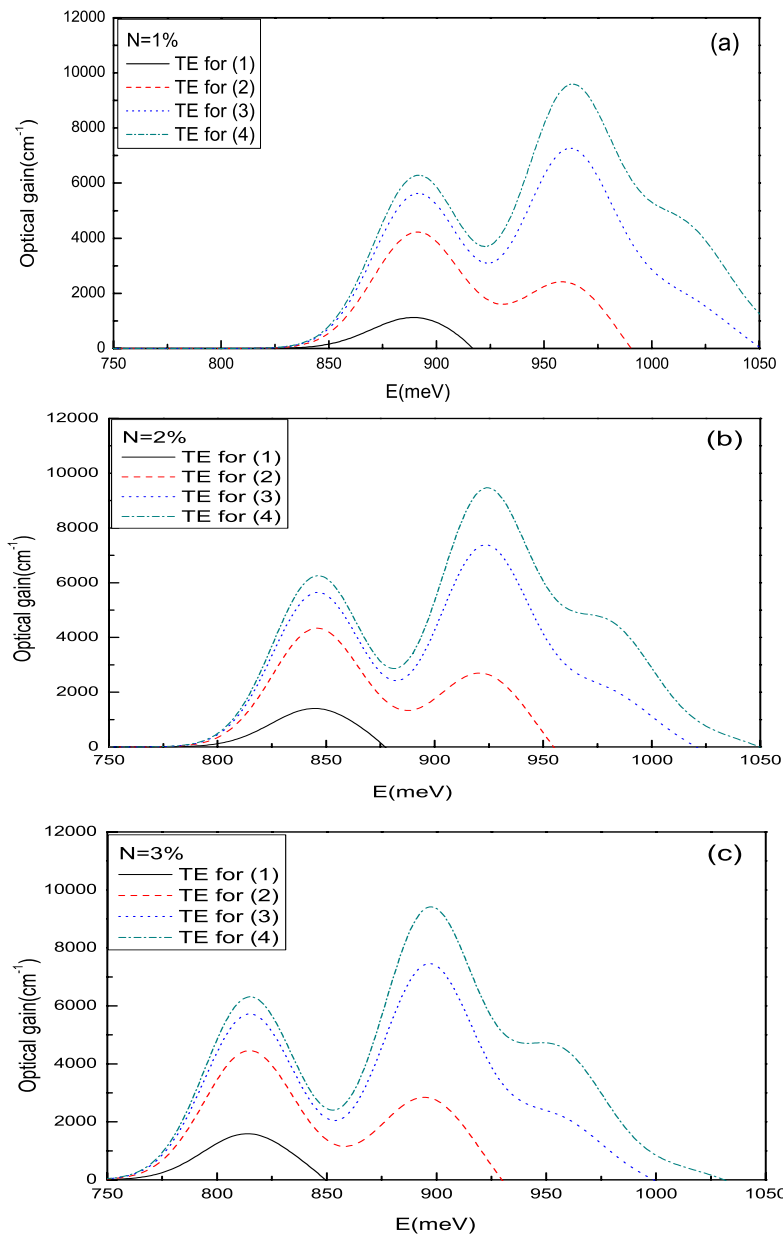 12000
10000
8000
6000
4000
2000
0
Optical gain(cm⁻¹)
N=1%
TE for (1)
TE for (2)
TE for (3)
TE for (4)
(a)
750 800 850 900 950 1000 1050
E(meV)
12000
10000
8000
6000
4000
2000
0
Optical gain(cm⁻¹)
N=2%
TE for (1)
TE for (2)
TE for (3)
TE for (4)
(b)
750 800 850 900 950 1000 1050
E(meV)
12000
10000
8000
6000
4000
2000
0
Optical gain(cm⁻¹)
N=3%
TE for (1)
TE for (2)
TE for (3)
TE for (4)
(c)
750 800 850 900 950 1000 1050
E(meV)